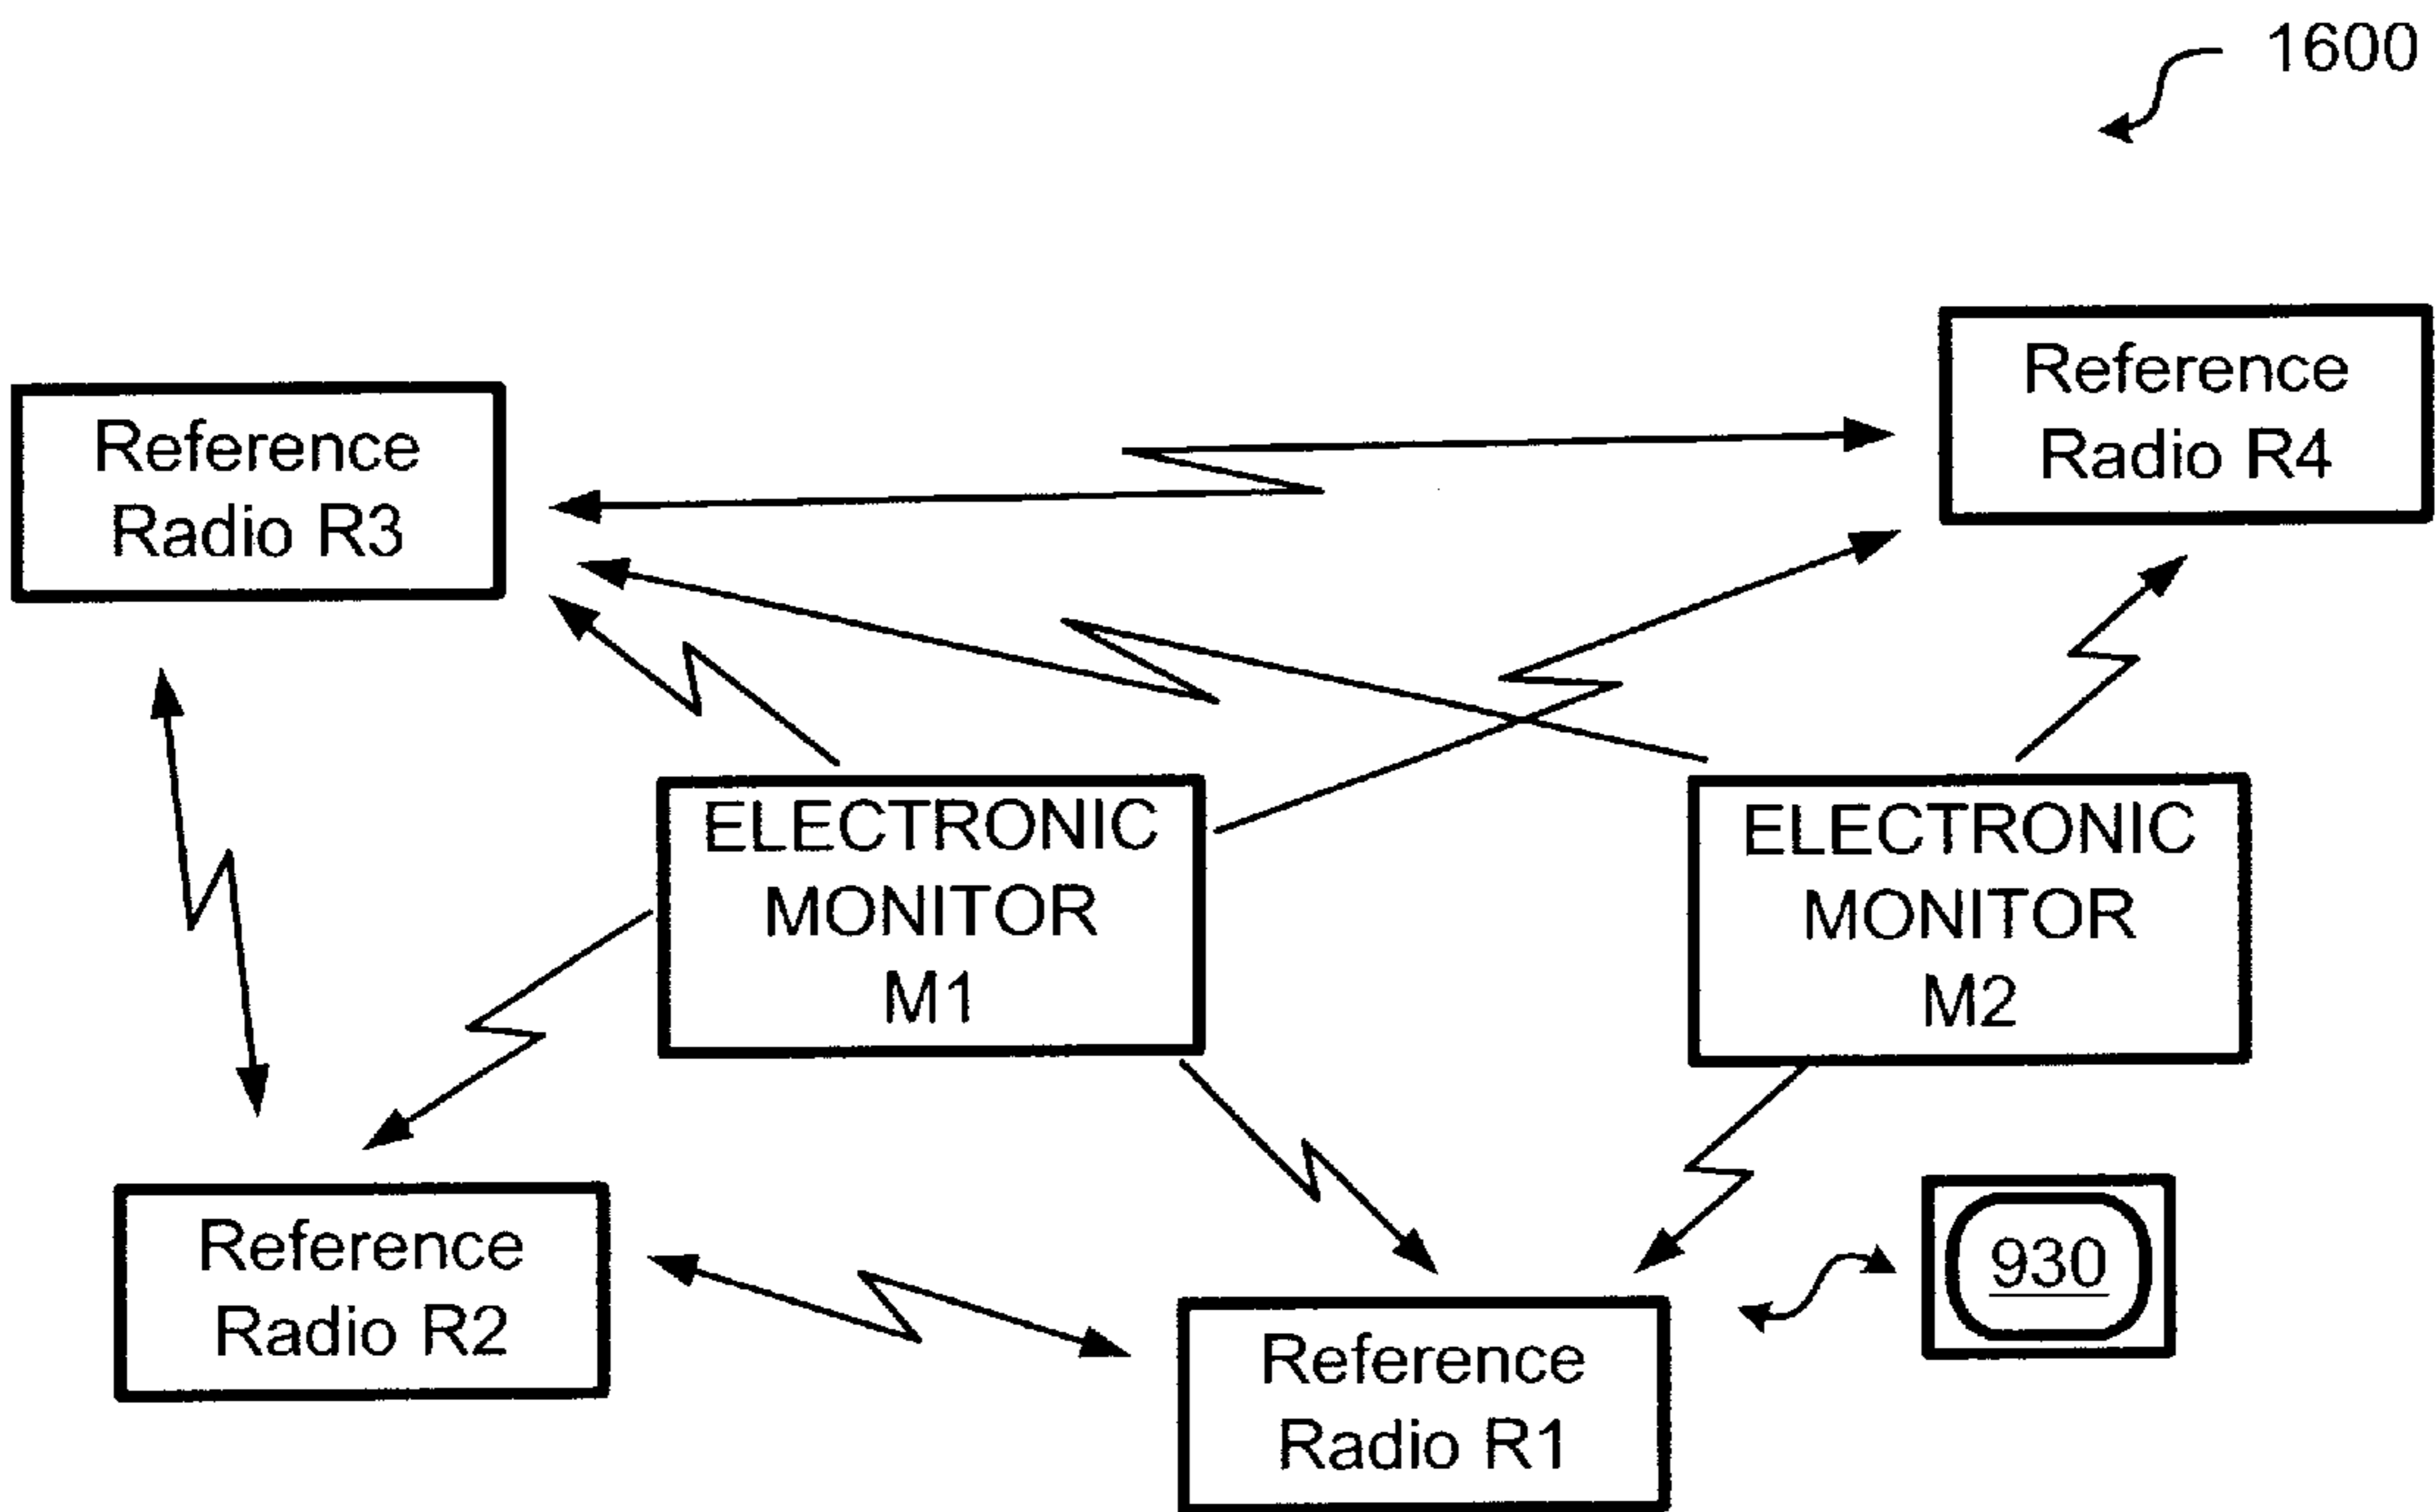 1600
Reference
Radio R4
Reference
Radio R3
ELECTRONIC
MONITOR
M1
ELECTRONIC
MONITOR
M2
Reference
Radio R2
930
Reference
Radio R1